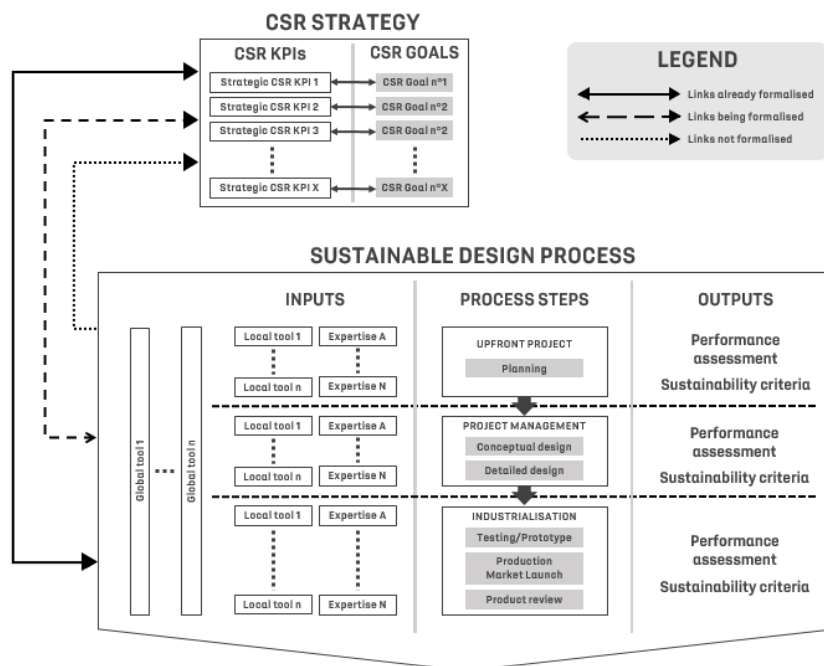 CSR STRATEGY
CSR KPIs
CSR GOALS
Strategic CSR KPI 1
CSR Goal n°1
Strategic CSR KPI 2
CSR Goal n°2
Strategic CSR KPI 3
CSR Goal n°2
Strategic CSR KPI X
CSR Goal n°X
LEGEND
Links already formalised
Links being formalised
Links not formalised
SUSTAINABLE DESIGN PROCESS
INPUTS
PROCESS STEPS
OUTPUTS
Global tool 1
Global tool n
Local tool 1
Expertise A
Local tool n
Expertise N
UPFRONT PROJECT
Planning
Performance
assessment
Sustainability criteria
Local tool 1
Expertise A
Local tool n
Expertise N
PROJECT MANAGEMENT
Conceptual design
Detailed design
Performance
assessment
Sustainability criteria
Local tool 1
Expertise A
Local tool n
Expertise N
INDUSTRIALISATION
Testing/Prototype
Production
Market Launch
Product review
Performance
assessment
Sustainability criteria